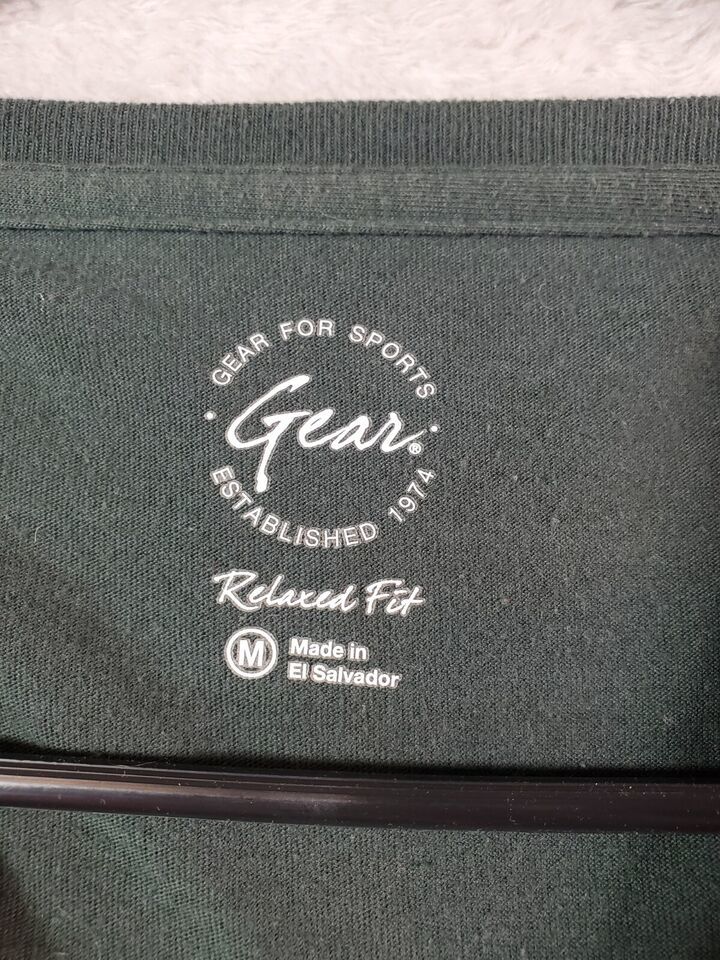 GEAR FOR SPORTS
Gear®
ESTABLISHED 1974
Relaxed Fit
M
Made in
El Salvador